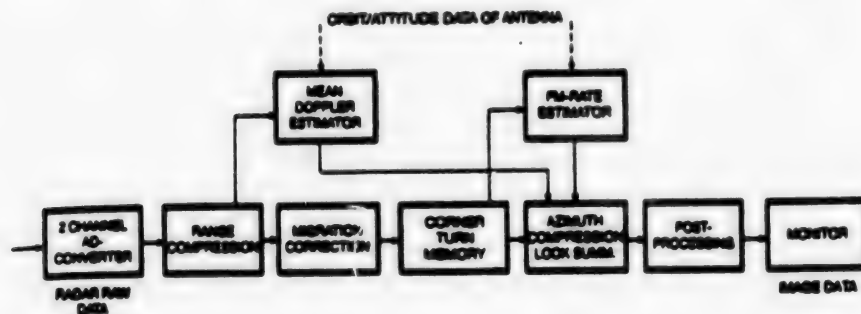 ORBIT/ATTITUDE DATA OF ANTENNA
MEAN
DOPPLER
ESTIMATOR
FM-RATE
ESTIMATOR
2 CHANNEL
AD-
CONVERTER
RANGE
COMPRESSION
MIGRATION
CORRECTION
CORNER
TURN
MEMORY
AZIMUTH
COMPRESSION
LOOK SUMM.
POST-
PROCESSING
MONITOR
RADAR RAW
DATA
IMAGE DATA